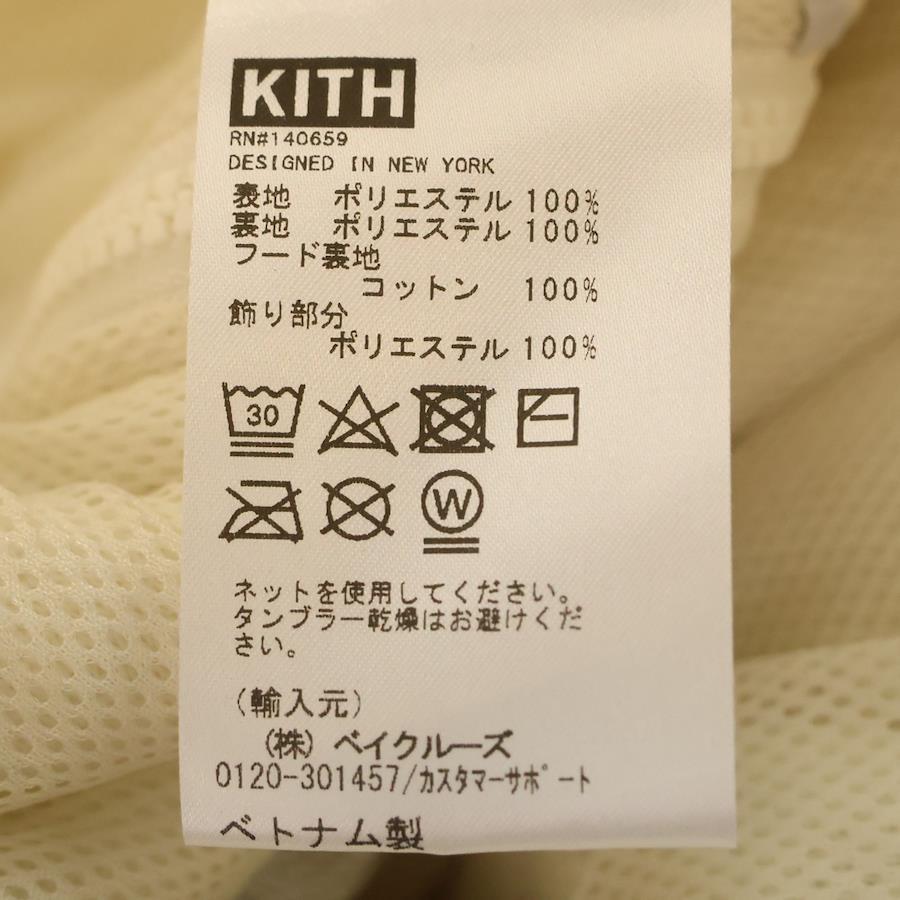 KITH
RN#140659
DESIGNED IN NEW YORK
表地 ポリエステル 100%
裏地 ポリエステル 100%
フード裏地
コットン 100%
飾り部分
ポリエステル 100%
30
W
ネットを使用してください。
タンブラー乾燥はお避けくだ
さい。
(輸入元)
(株) ベイクルーズ
0120-301457/カスタマーサポート
ベトナム製